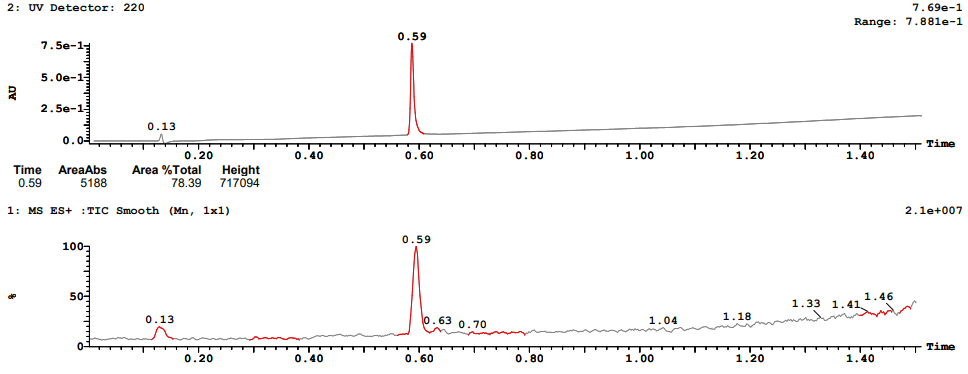 2: UV Detector: 220 7.69e-1
Range: 7.881e-1
0.59
7.5e-1
5.0e-1
AU
2.5e-1
0.13
0.0
0.20 0.40 0.60 0.80 1.00 1.20 1.40 Time
Time AreaAbs Area %Total Height
0.59 5188 78.39 717094
1: MS ES+ :TIC Smooth (Mn, 1x1) 2.1e+007
0.59
100
%
50
0.13 0.63 0.70 1.04 1.18 1.33 1.41 1.46
0
0.20 0.40 0.60 0.80 1.00 1.20 1.40 Time